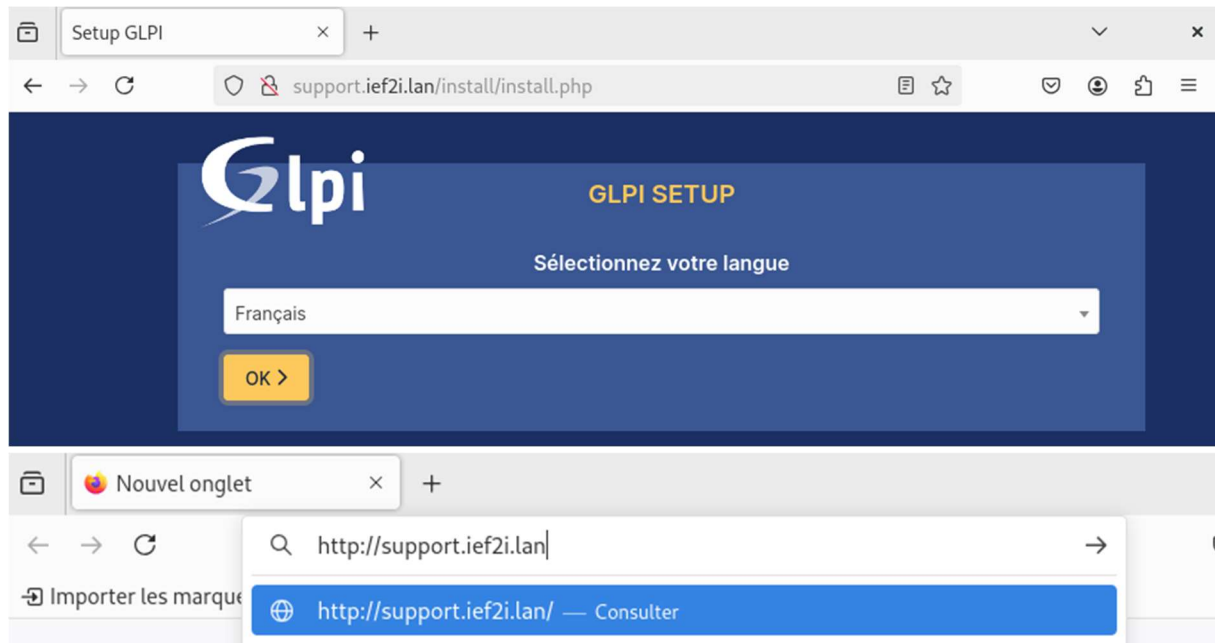 Setup GLPI
support.ief2i.lan/install/install.php
Glpi
GLPI SETUP
Sélectionnez votre langue
Français
OK
Nouvel onglet
http://support.ief2i.lan
Importer les marque
http://support.ief2i.lan/ — Consulter